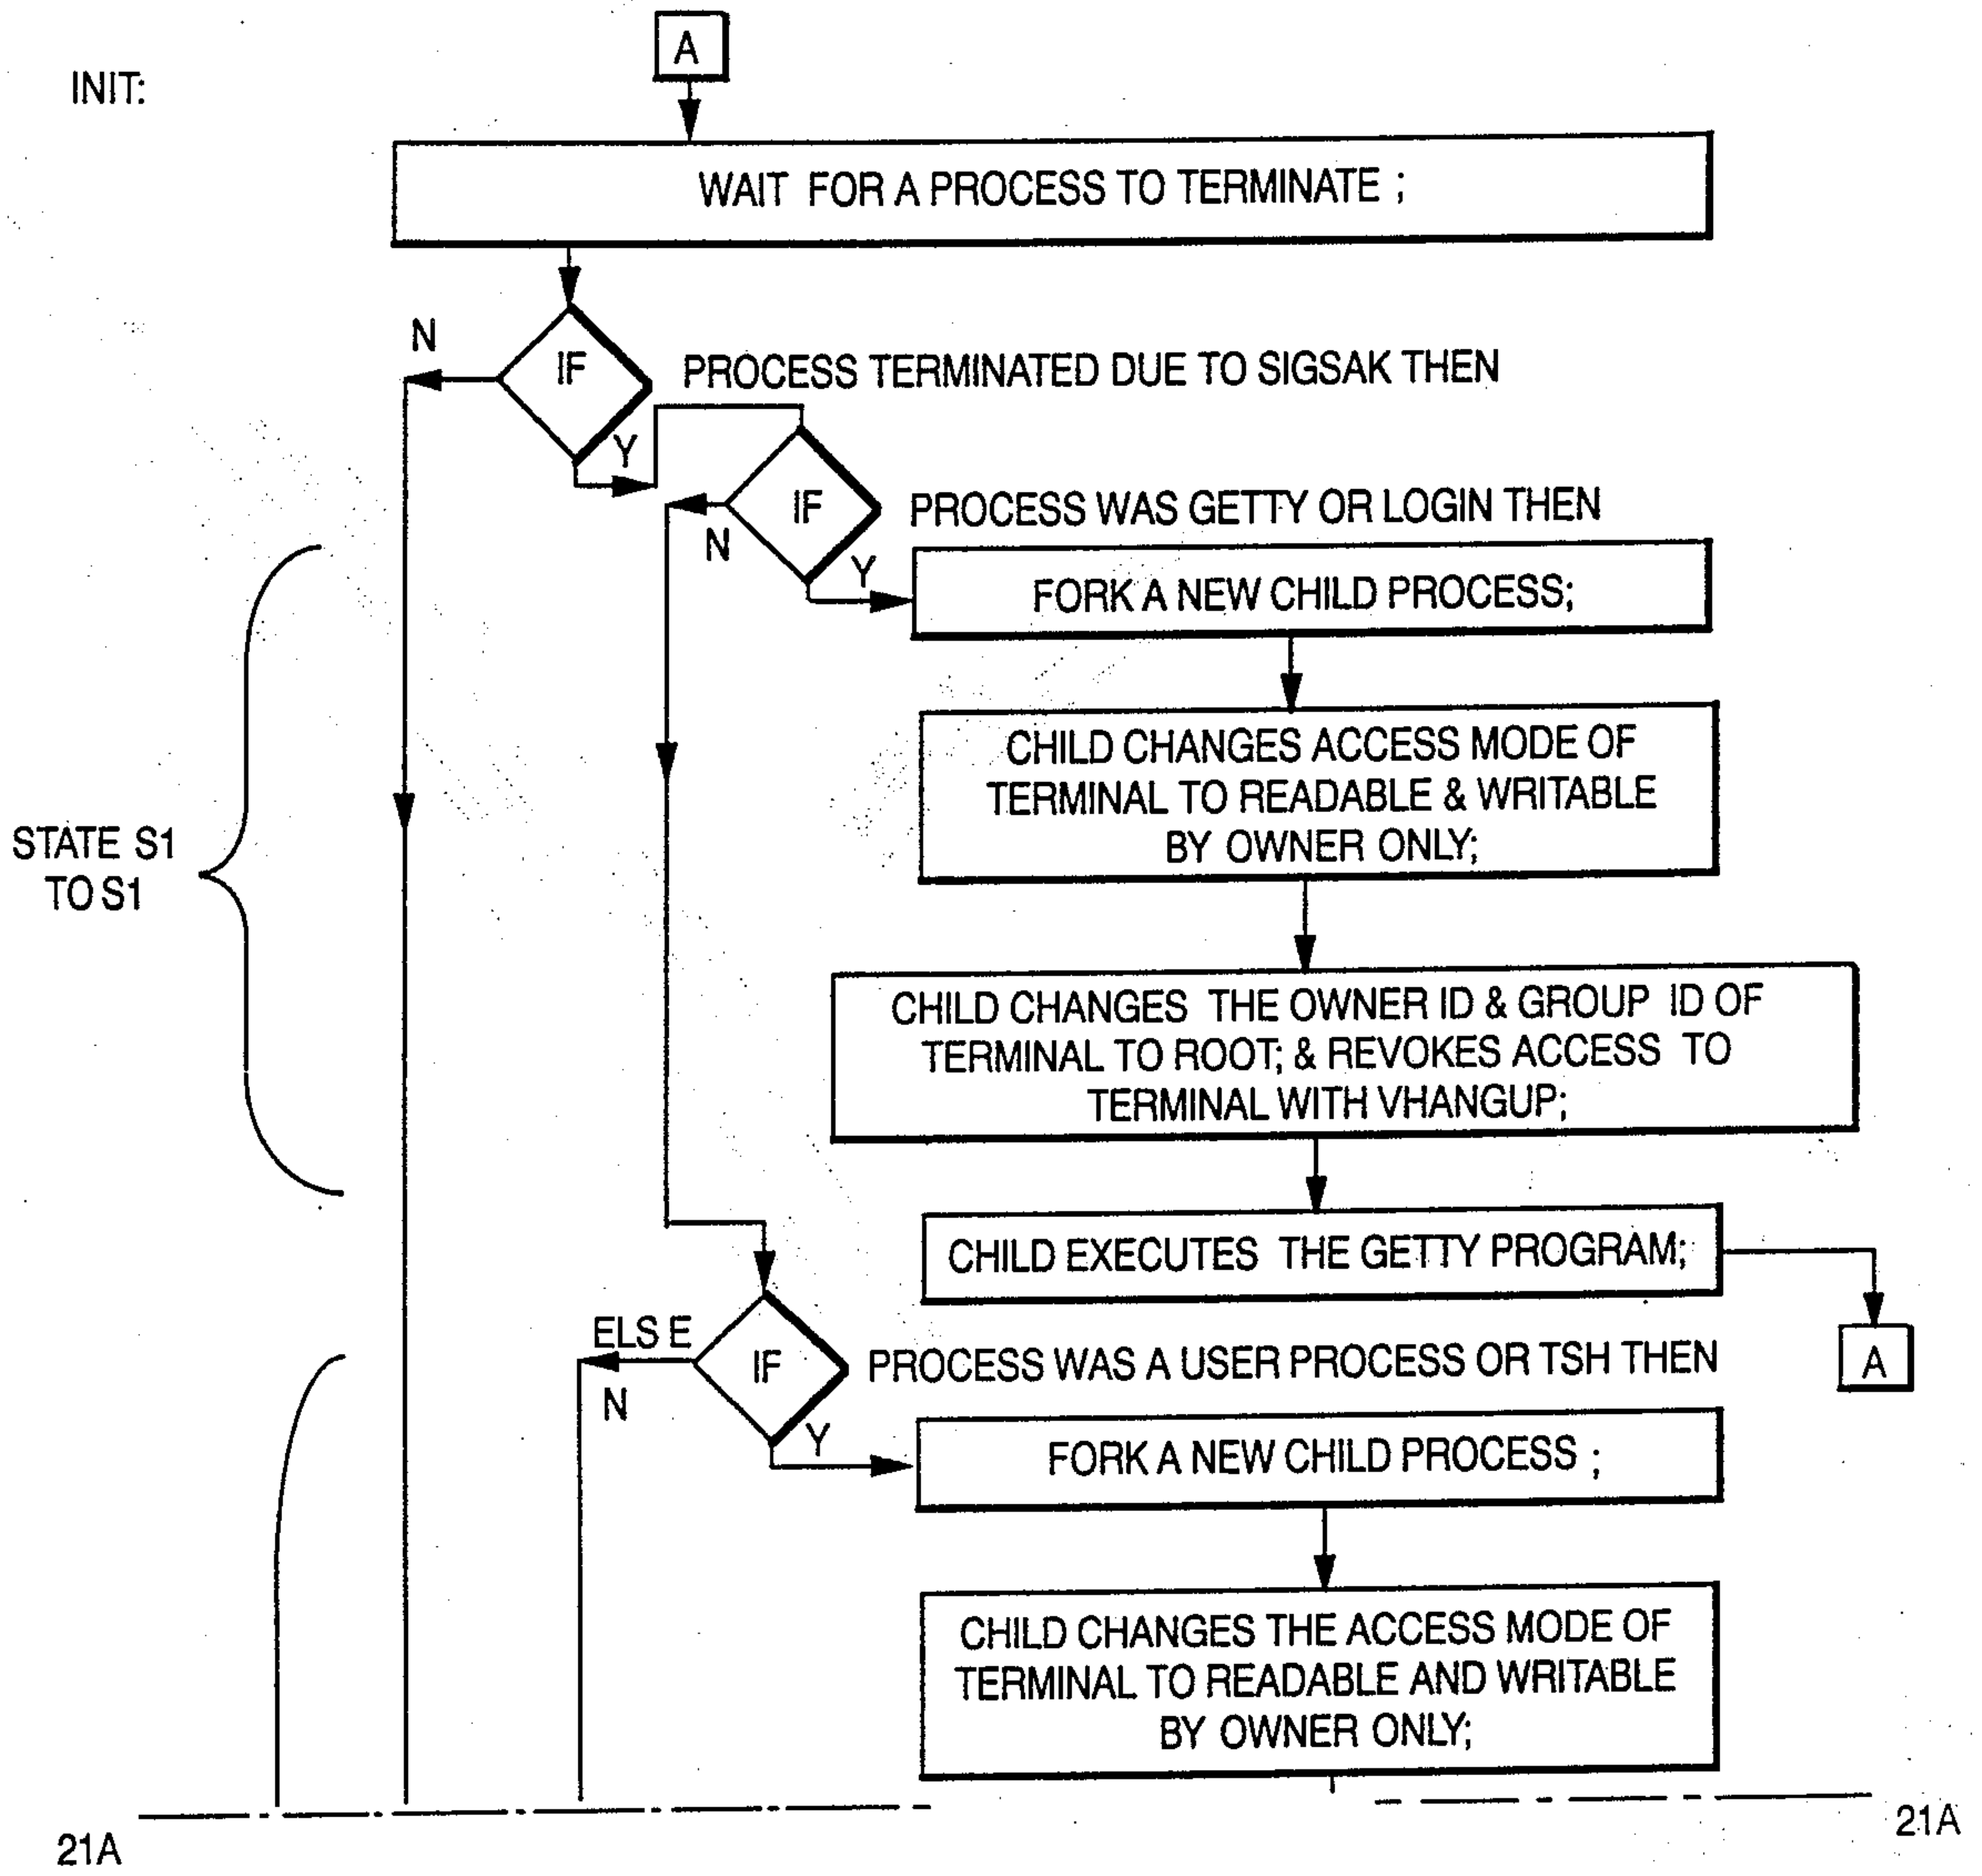 A
INIT:
WAIT FOR A PROCESS TO TERMINATE ;
N
IF
PROCESS TERMINATED DUE TO SIGSAK THEN
Y
IF
PROCESS WAS GETTY OR LOGIN THEN
N
Y
FORK A NEW CHILD PROCESS;
CHILD CHANGES ACCESS MODE OF
TERMINAL TO READABLE & WRITABLE
BY OWNER ONLY;
STATE S1
TO S1
CHILD CHANGES THE OWNER ID & GROUP ID OF
TERMINAL TO ROOT; & REVOKES ACCESS TO
TERMINAL WITH VHANGUP;
CHILD EXECUTES THE GETTY PROGRAM;
A
ELS E
N
IF
PROCESS WAS A USER PROCESS OR TSH THEN
Y
FORK A NEW CHILD PROCESS ;
CHILD CHANGES THE ACCESS MODE OF
TERMINAL TO READABLE AND WRITABLE
BY OWNER ONLY;
21A
21A